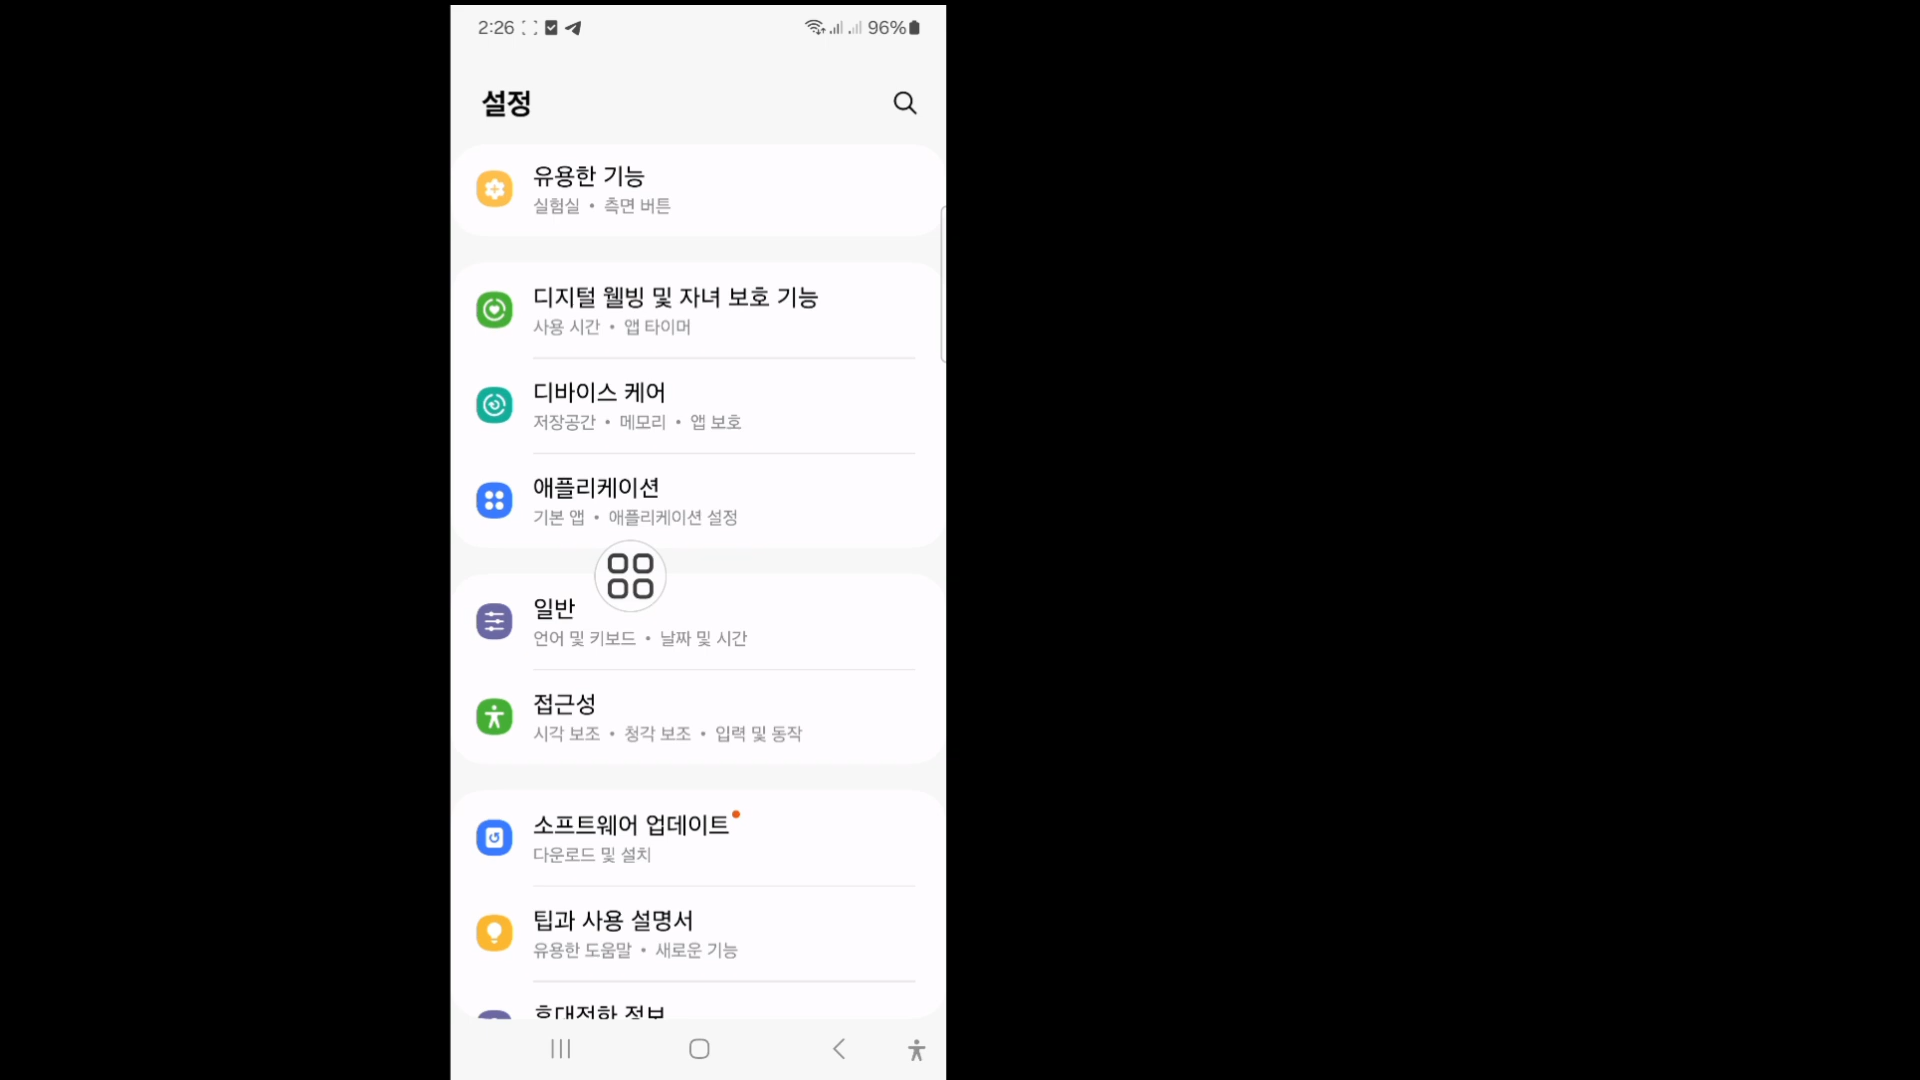 2:26 96%
설정
유용한 기능
실험실 • 측면 버튼
디지털 웰빙 및 자녀 보호 기능
사용 시간 • 앱 타이머
디바이스 케어
저장공간 • 메모리 • 앱 보호
애플리케이션
기본 앱 • 애플리케이션 설정
일반
언어 및 키보드 • 날짜 및 시간
접근성
시각 보조 • 청각 보조 • 입력 및 동작
소프트웨어 업데이트
다운로드 및 설치
팁과 사용 설명서
유용한 도움말 • 새로운 기능
휴대전화 정보